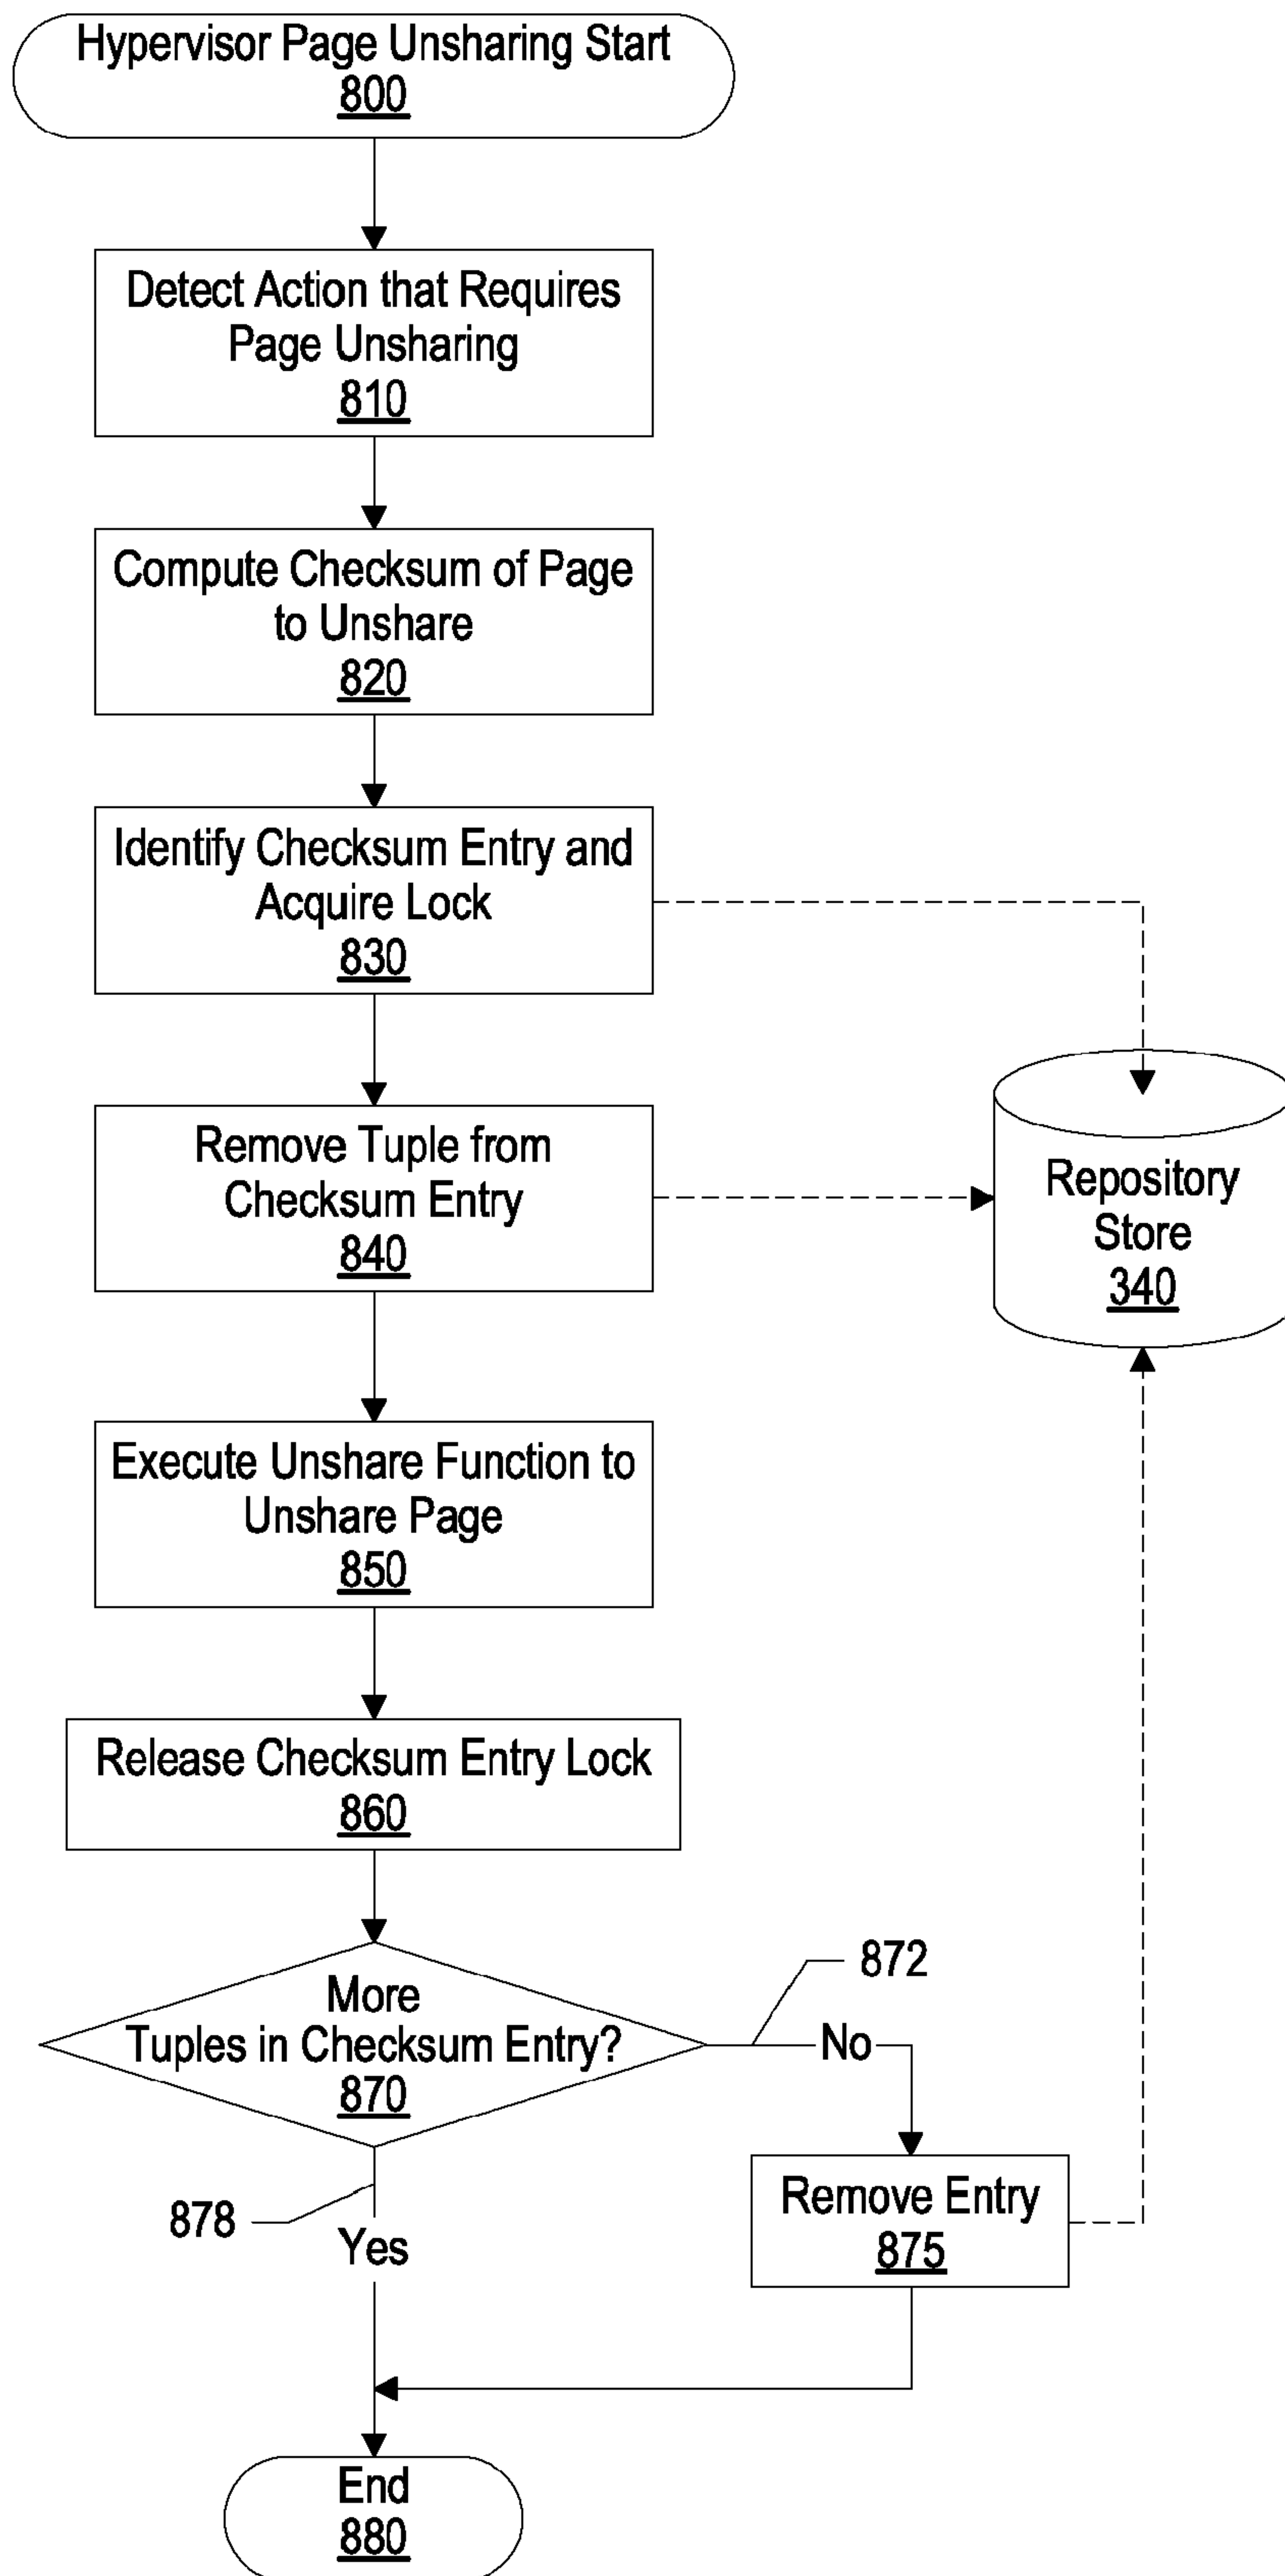 Hypervisor Page Unsharing Start
800
Detect Action that Requires
Page Unsharing
810
Compute Checksum of Page
to Unshare
820
Identify Checksum Entry and
Acquire Lock
830
Remove Tuple from
Checksum Entry
840
Repository
Store
340
Execute Unshare Function to
Unshare Page
850
Release Checksum Entry Lock
860
872
More
Tuples in Checksum Entry?
870
No
878
Yes
Remove Entry
875
End
880